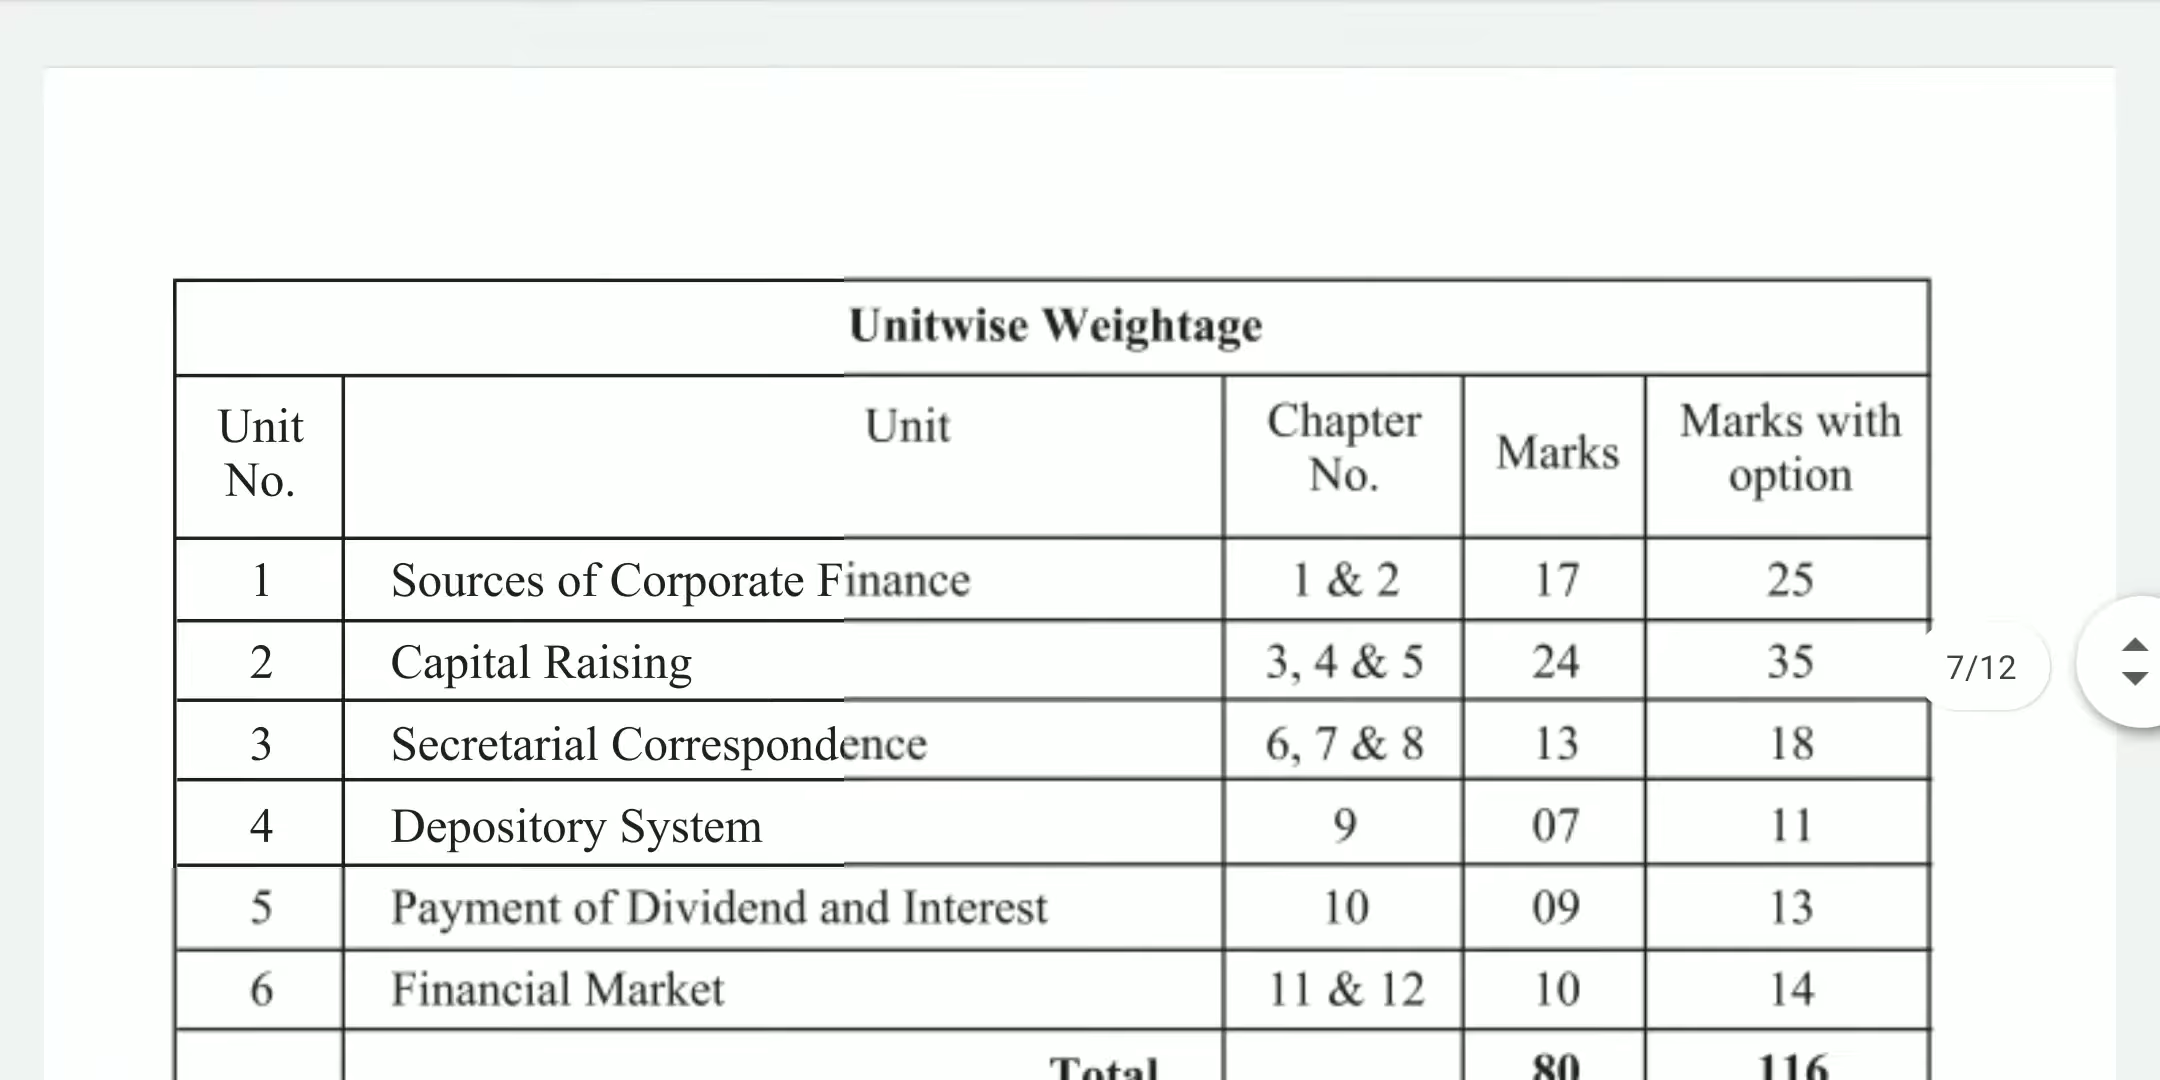 Unitwise Weightage
Unit No. Unit Chapter No. Marks Marks with option
1 Sources of Corporate Finance 1 & 2 17 25
2 Capital Raising 3, 4 & 5 24 35
3 Secretarial Correspondence 6, 7 & 8 13 18
4 Depository System 9 07 11
5 Payment of Dividend and Interest 10 09 13
6 Financial Market 11 & 12 10 14
Total 80 116
7/12